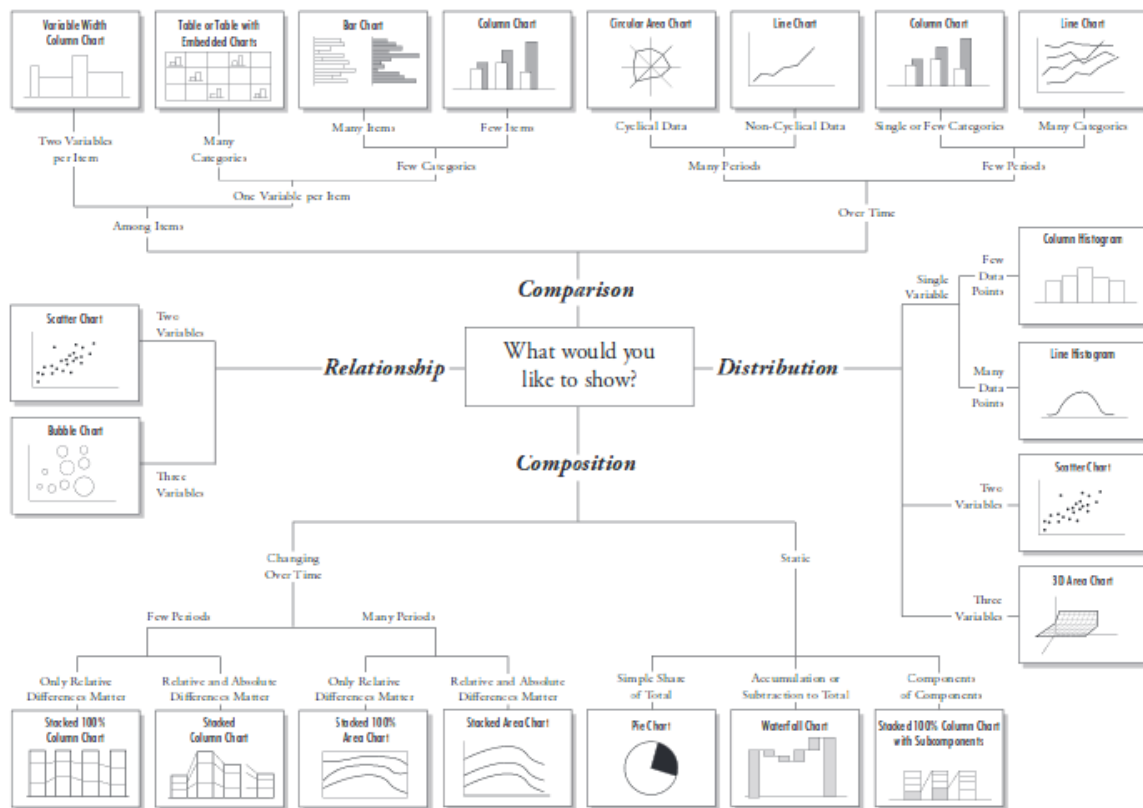 Variable Width
Column Chart
Table or Table with
Embedded Charts
Bar Chart
Column Chart
Circular Area Chart
Line Chart
Column Chart
Line Chart
Two Variables
per Item
Many
Categories
Many Items
Few Items
Cyclical Data
Non-Cyclical Data
Single or Few Categories
Many Categories
Few Categories
Many Periods
Few Periods
One Variable per Item
Among Items
Over Time
Comparison
What would you
like to show?
Relationship
Distribution
Composition
Scatter Chart
Two
Variables
Bubble Chart
Three
Variables
Single
Variable
Few
Data
Points
Column Histogram
Many
Data
Points
Line Histogram
Two
Variables
Scatter Chart
Three
Variables
3D Area Chart
Changing
Over Time
Static
Few Periods
Many Periods
Only Relative
Differences Matter
Relative and Absolute
Differences Matter
Only Relative
Differences Matter
Relative and Absolute
Differences Matter
Simple Share
of Total
Accumulation or
Subtraction to Total
Components
of Components
Stacked 100%
Column Chart
Stacked
Column Chart
Stacked 100%
Area Chart
Stacked Area Chart
Pie Chart
Waterfall Chart
Stacked 100% Column Chart
with Subcomponents